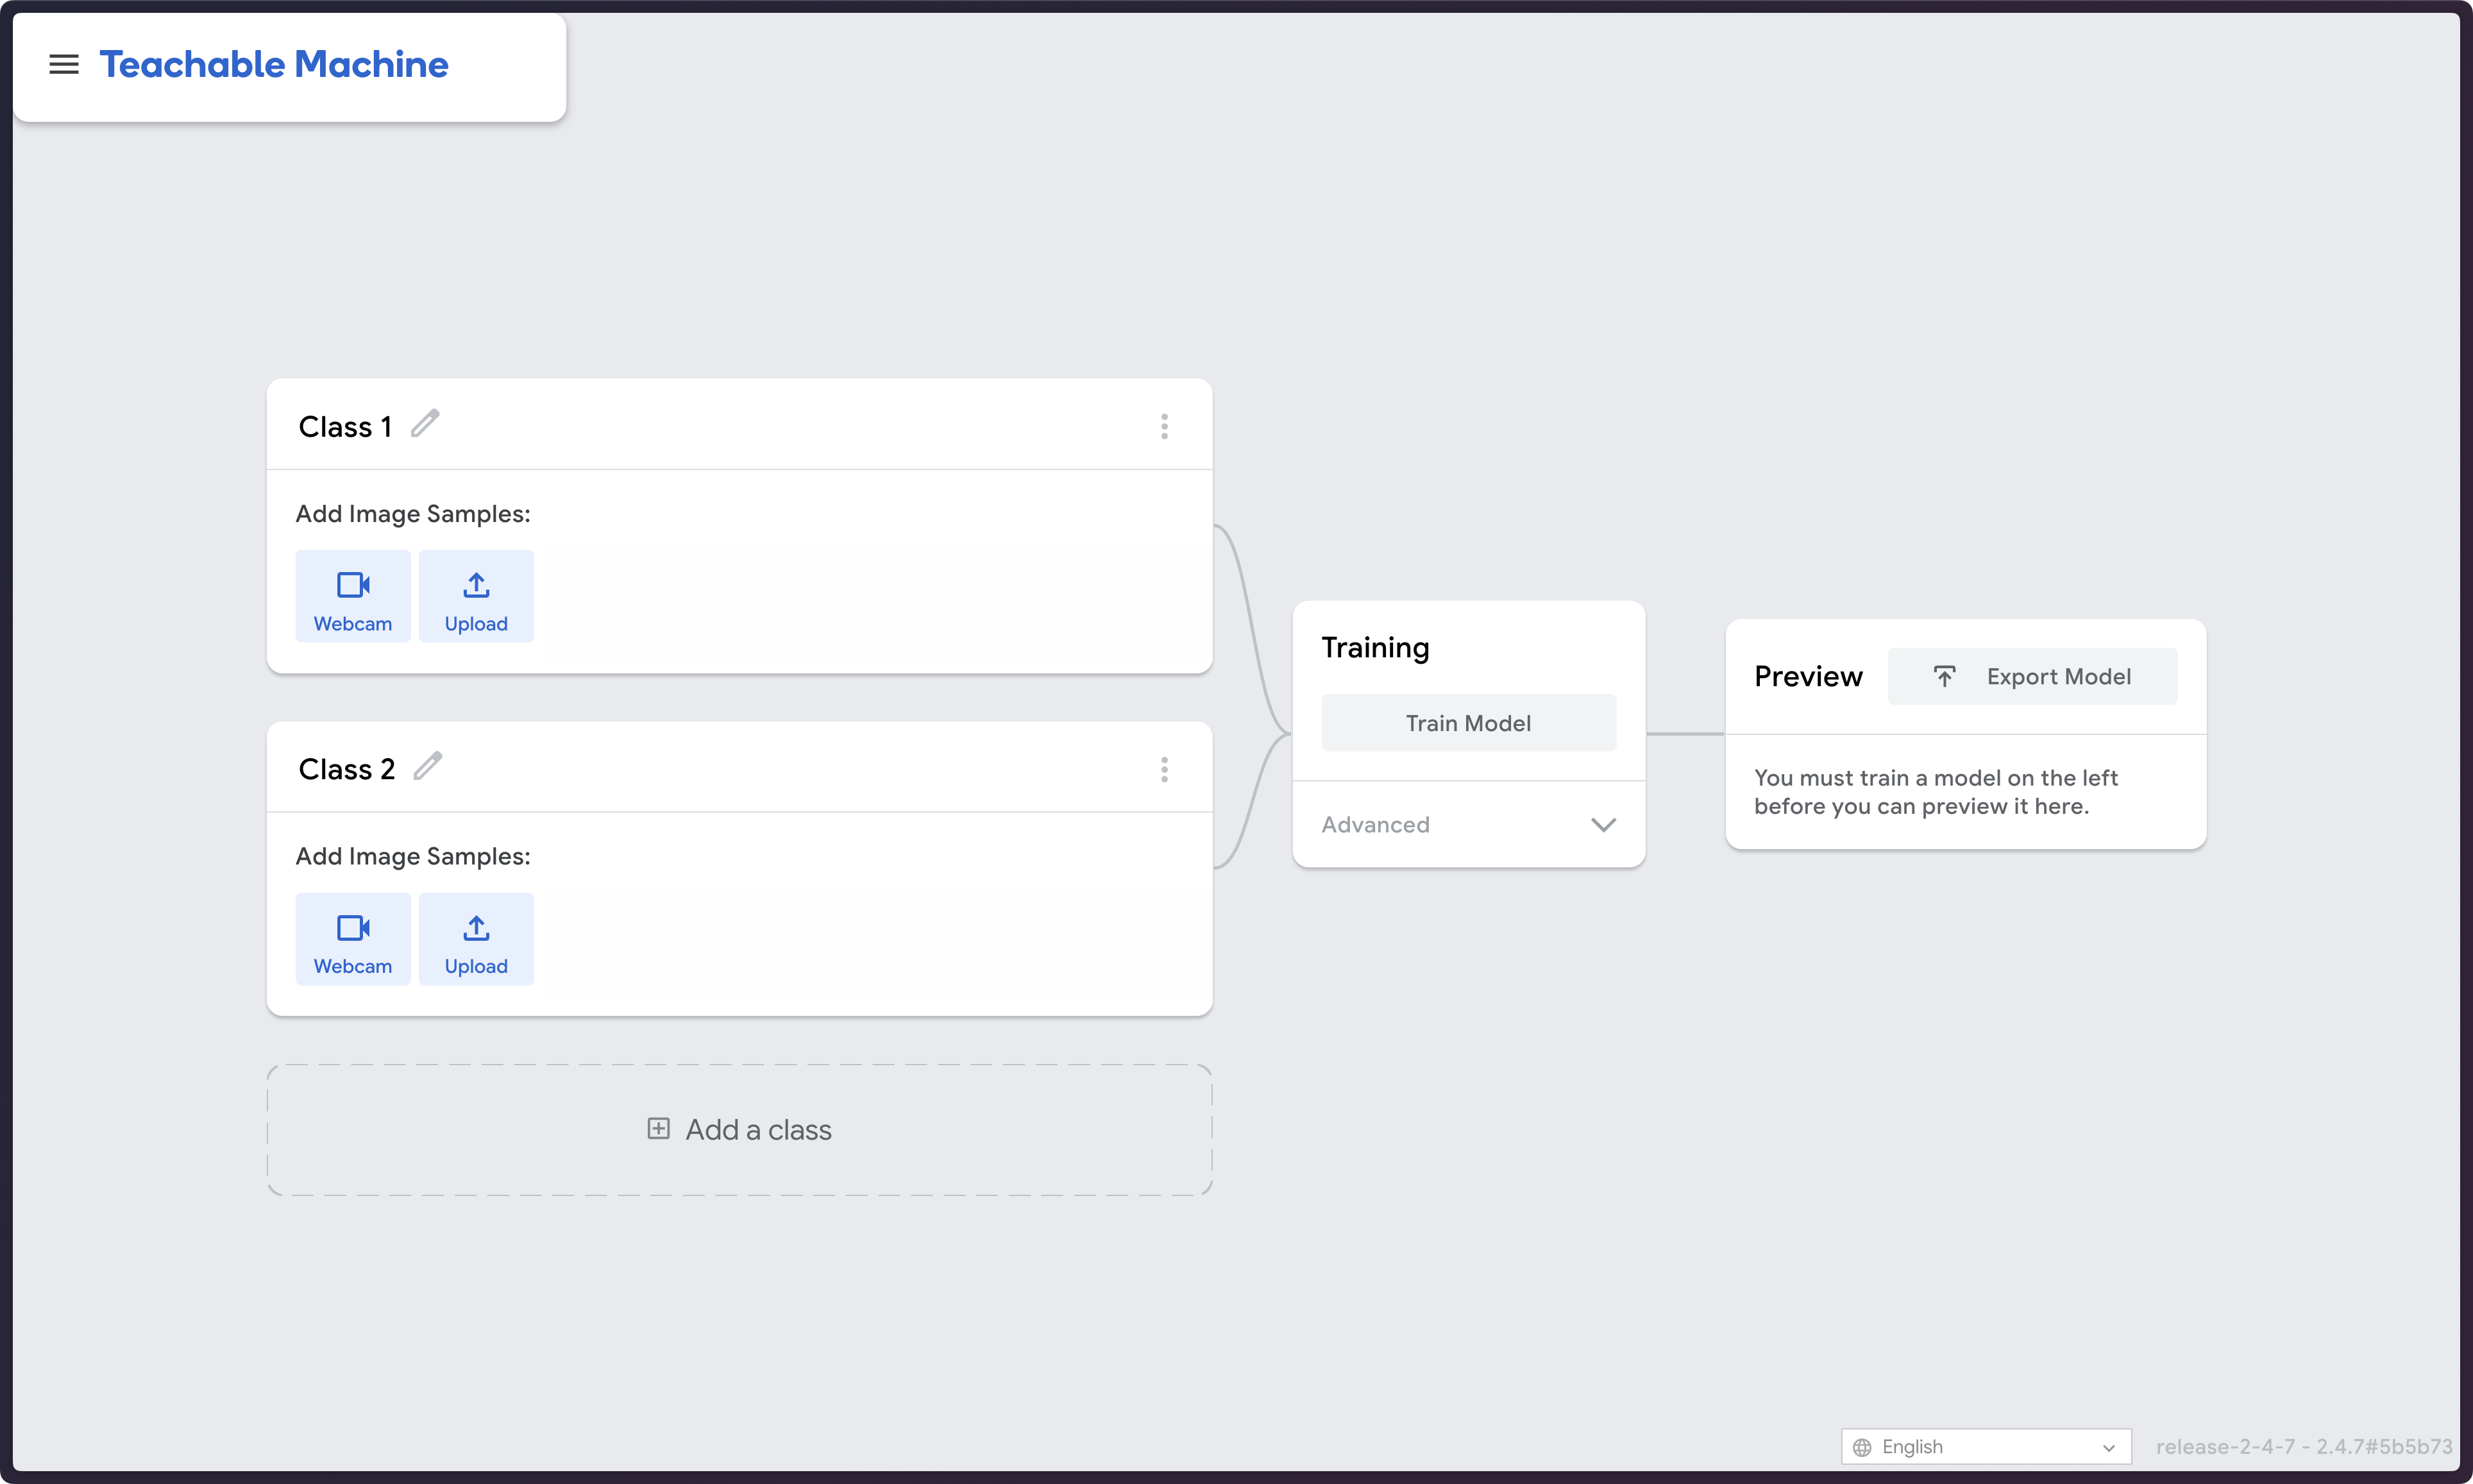 Teachable Machine
Class 1
Add Image Samples:
Webcam
Upload
Class 2
Add Image Samples:
Webcam
Upload
Add a class
Training
Train Model
Advanced
Preview
Export Model
You must train a model on the left
before you can preview it here.
English
release-2-4-7 - 2.4.7#5b5b73